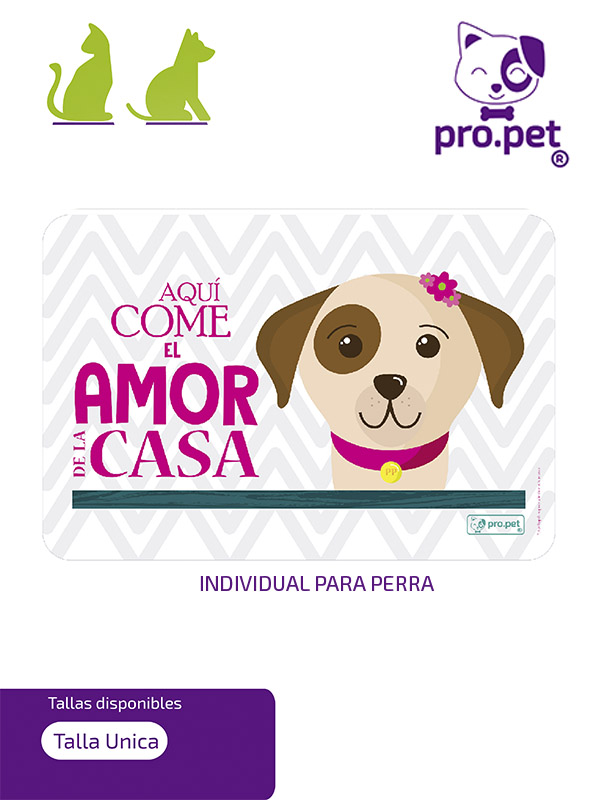 pro.pet
®
AQUÍ
COME
EL
AMOR
DE LA
CASA
PP
pro.pet
®
INDIVIDUAL PARA PERRA
Tallas disponibles
Talla Unica